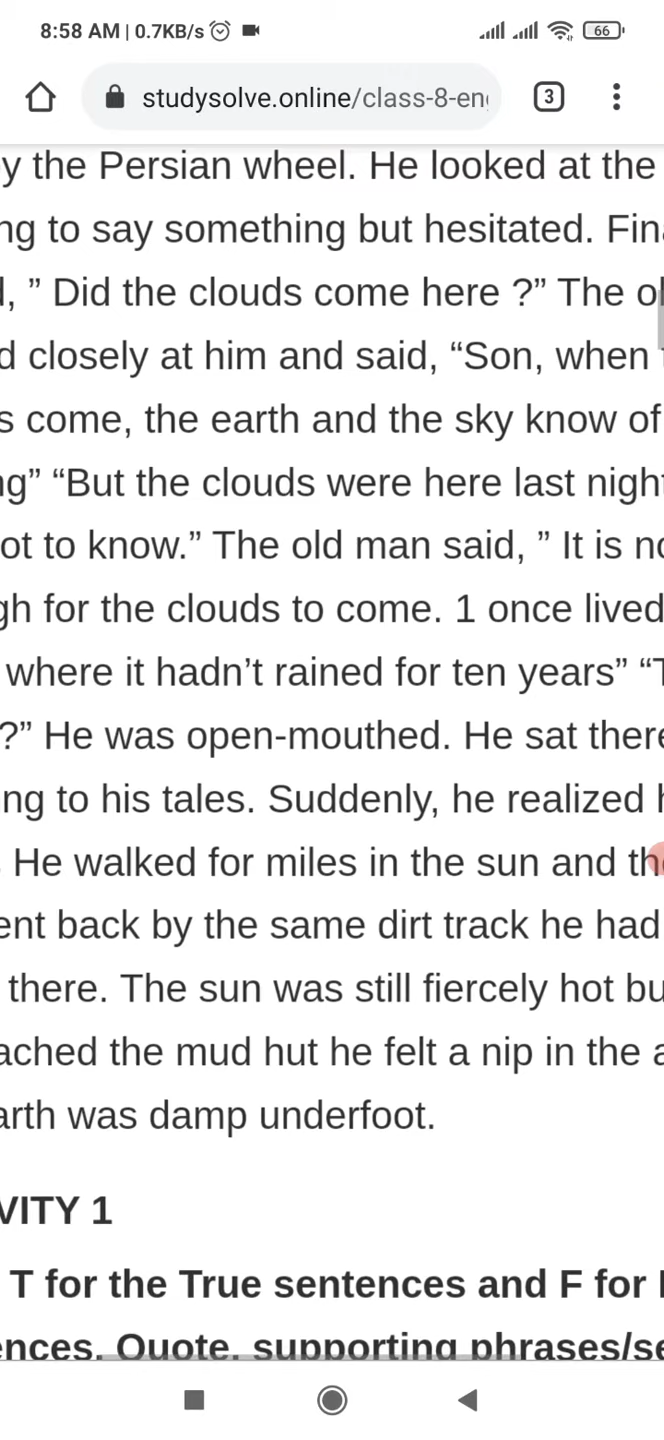 8:58 AM | 0.7KB/s
66
studysolve.online/class-8-en
3
y the Persian wheel. He looked at the
ng to say something but hesitated. Fin
, ” Did the clouds come here ?” The o
d closely at him and said, “Son, when
s come, the earth and the sky know of
ng” “But the clouds were here last nigh
ot to know.” The old man said, ” It is no
gh for the clouds to come. 1 once lived
where it hadn’t rained for ten years” “T
?” He was open-mouthed. He sat there
ng to his tales. Suddenly, he realized h
He walked for miles in the sun and the
ent back by the same dirt track he had
there. The sun was still fiercely hot bu
ached the mud hut he felt a nip in the a
arth was damp underfoot.
VITY 1
T for the True sentences and F for
ences. Quote. supporting phrases/se